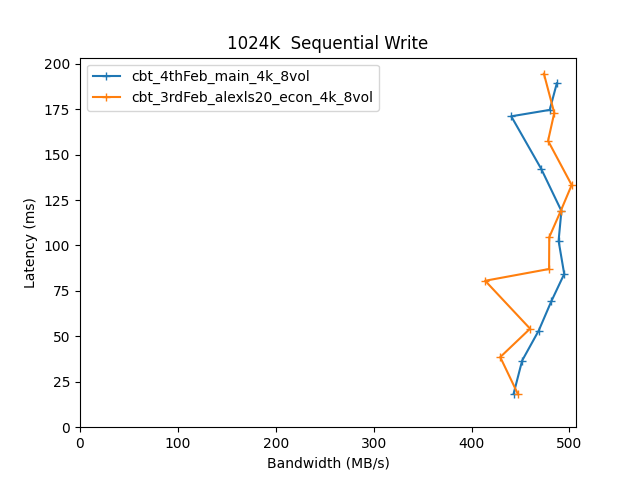 1024K  Sequential Write
cbt_4thFeb_main_4k_8vol
cbt_3rdFeb_alexls20_econ_4k_8vol
200
175
150
125
100
75
50
25
0
Latency (ms)
0 100 200 300 400 500
Bandwidth (MB/s)